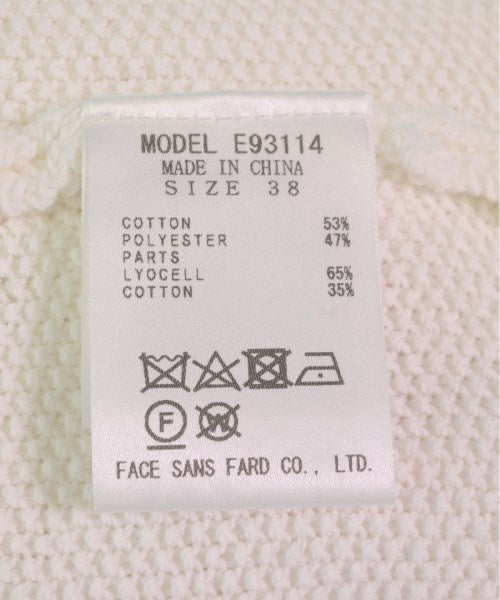 MODEL E93114
MADE IN CHINA
SIZE 38
COTTON 53%
POLYESTER 47%
PARTS
LYOCELL 65%
COTTON 35%
F W
FACE SANS FARD CO., LTD.